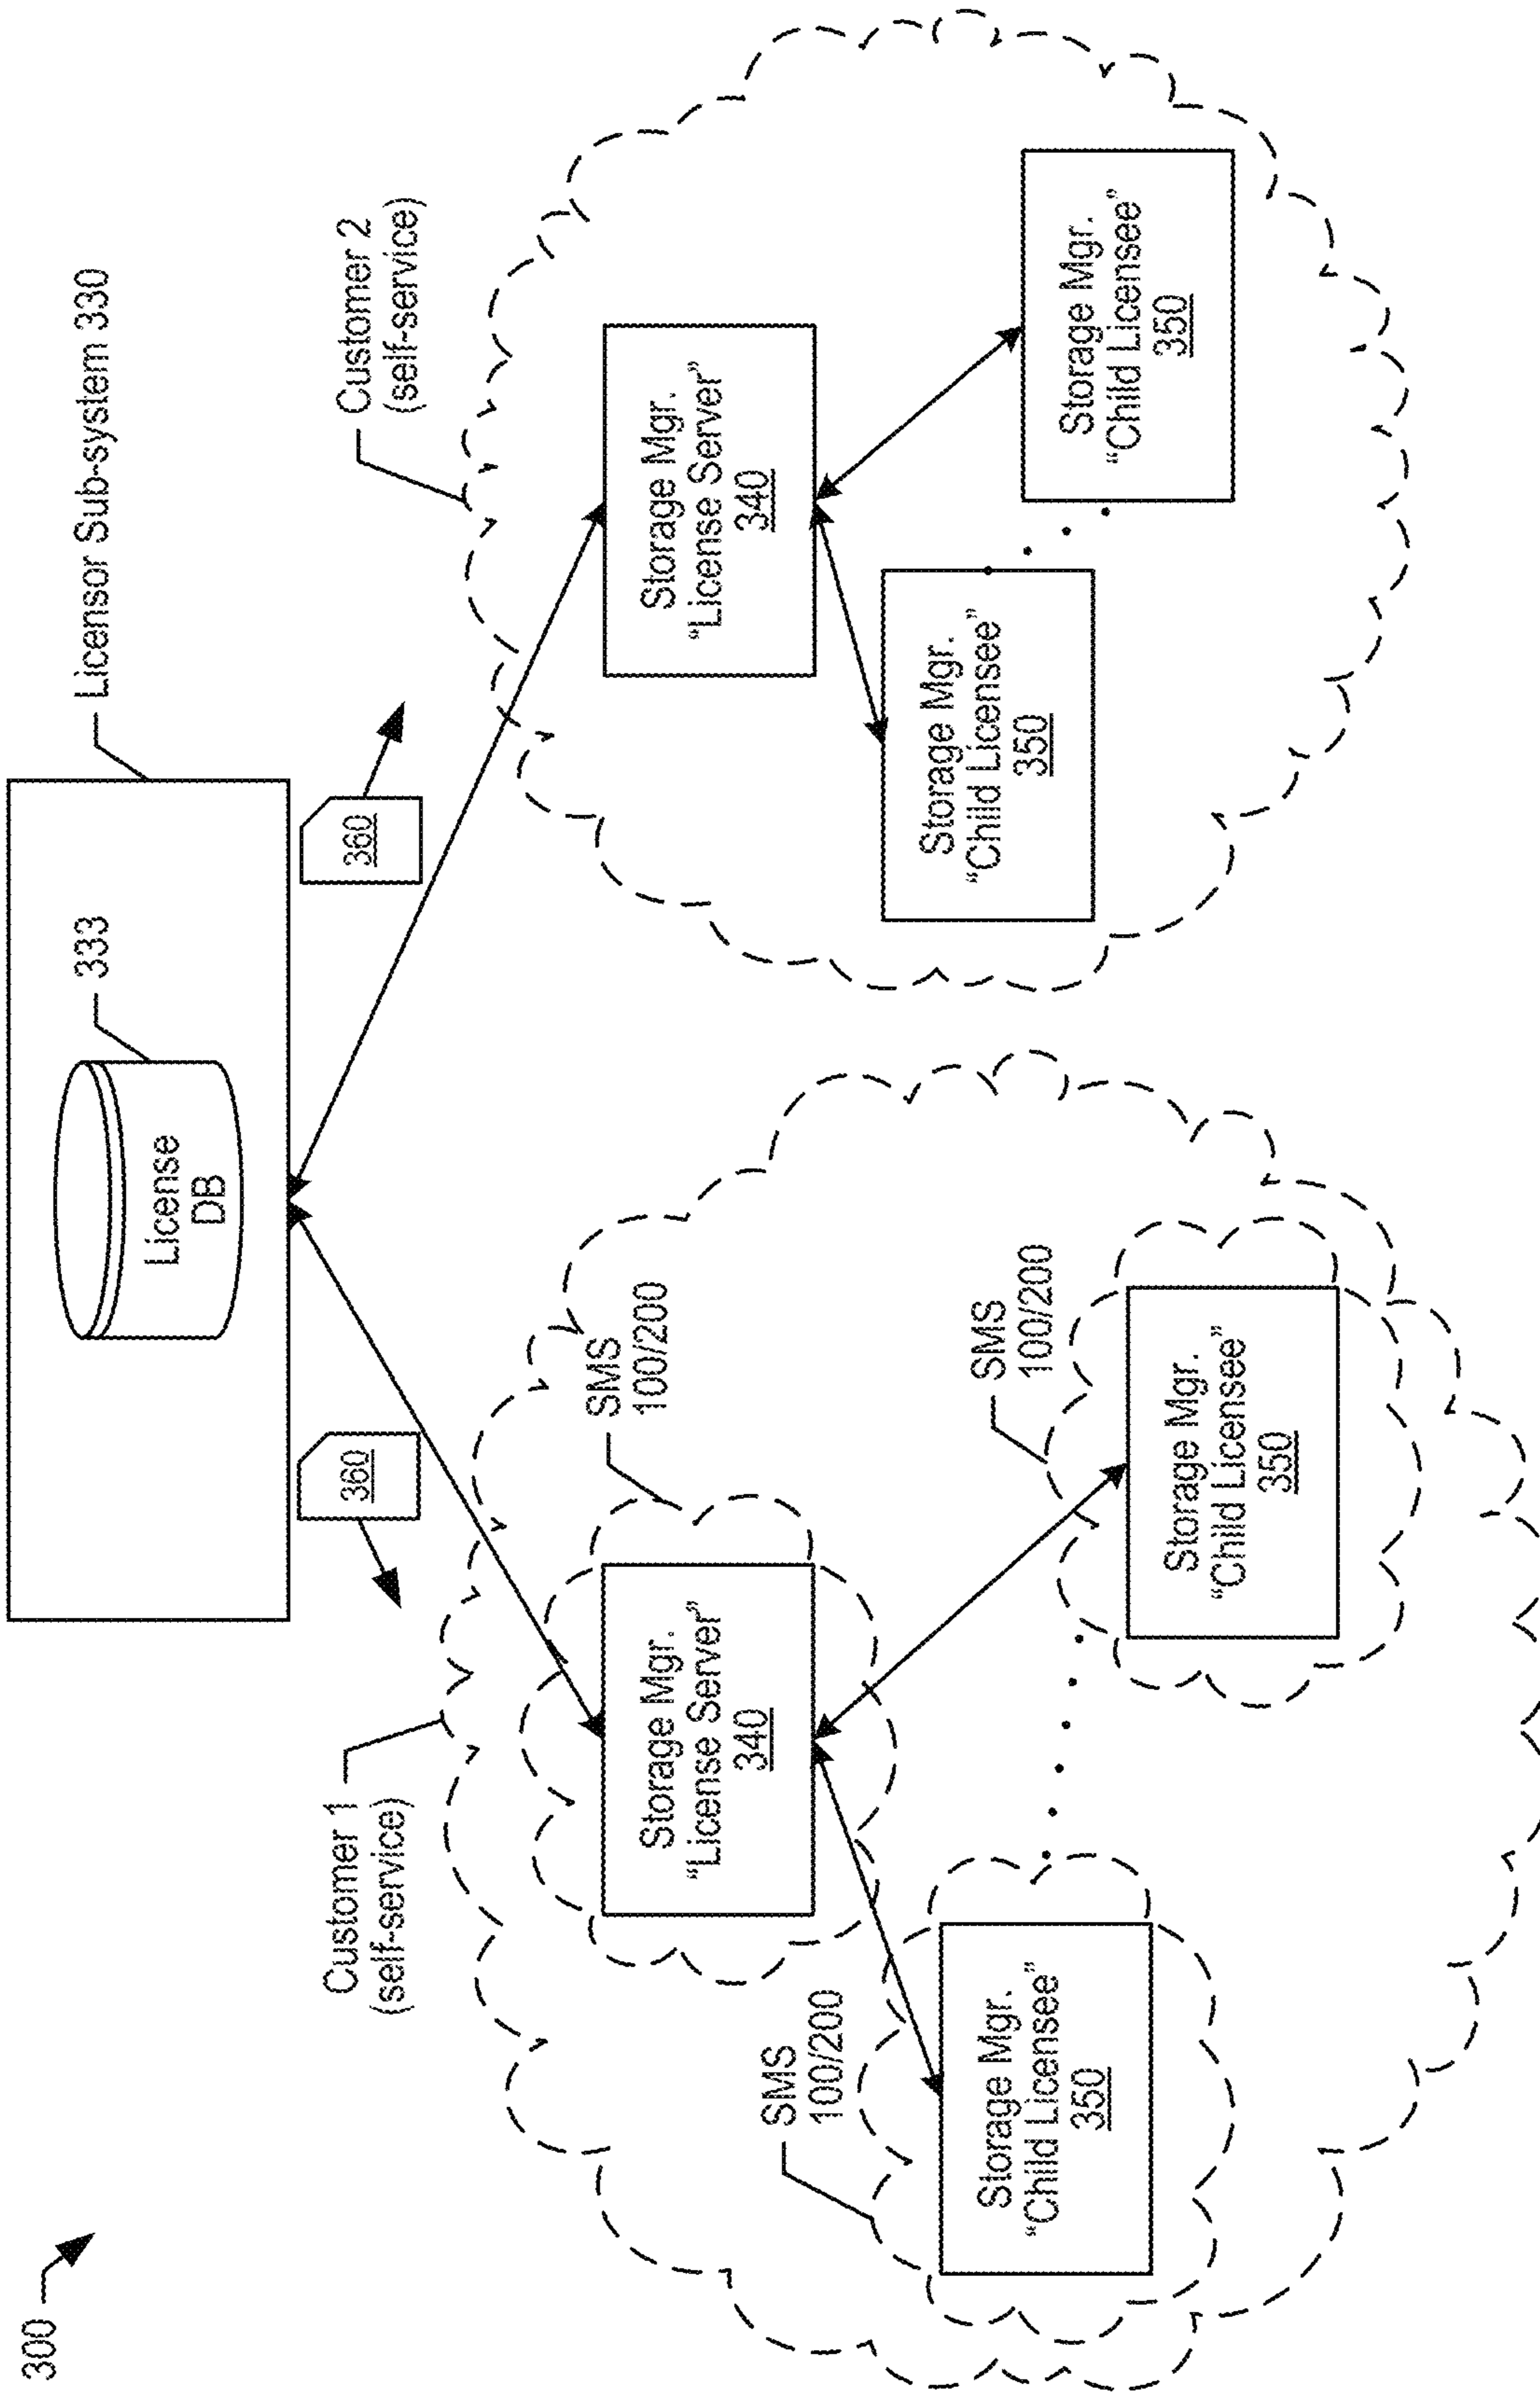 300
Licensor Sub-system 330
333
License
DB
360
360
Customer 1
(self-service)
Customer 2
(self-service)
SMS
100/200
Storage Mgr.
“License Server”
340
Storage Mgr.
“License Server”
340
SMS
100/200
SMS
100/200
Storage Mgr.
“Child Licensee”
350
Storage Mgr.
“Child Licensee”
350
Storage Mgr.
“Child Licensee”
350
Storage Mgr.
“Child Licensee”
350